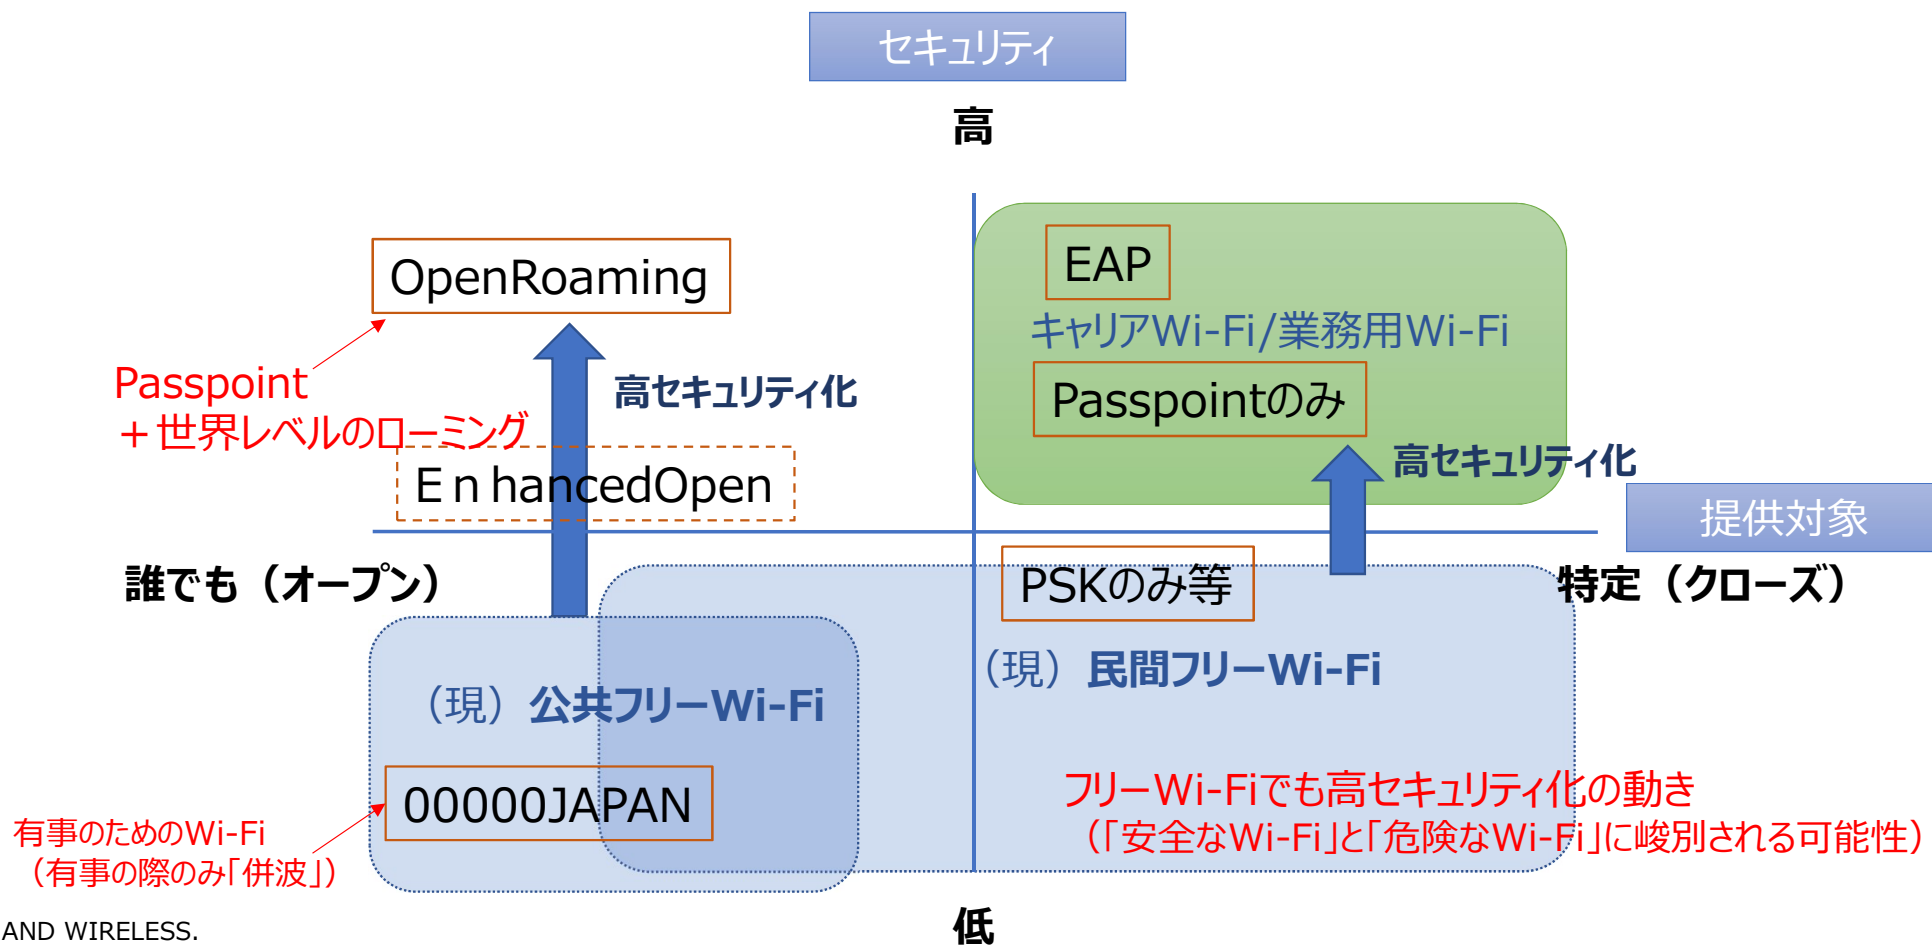 セキュリティ
高
OpenRoaming
EAP
キャリアWi-Fi/業務用Wi-Fi
Passpoint
＋世界レベルのローミング
高セキュリティ化
Passpointのみ
高セキュリティ化
EnhancedOpen
提供対象
誰でも（オープン）
PSKのみ等
特定（クローズ）
（現）民間フリーWi-Fi
（現）公共フリーWi-Fi
00000JAPAN
フリーWi-Fiでも高セキュリティ化の動き
（「安全なWi-Fi」と「危険なWi-Fi」に峻別される可能性）
有事のためのWi-Fi
（有事の際のみ「併波」）
低
AND WIRELESS.